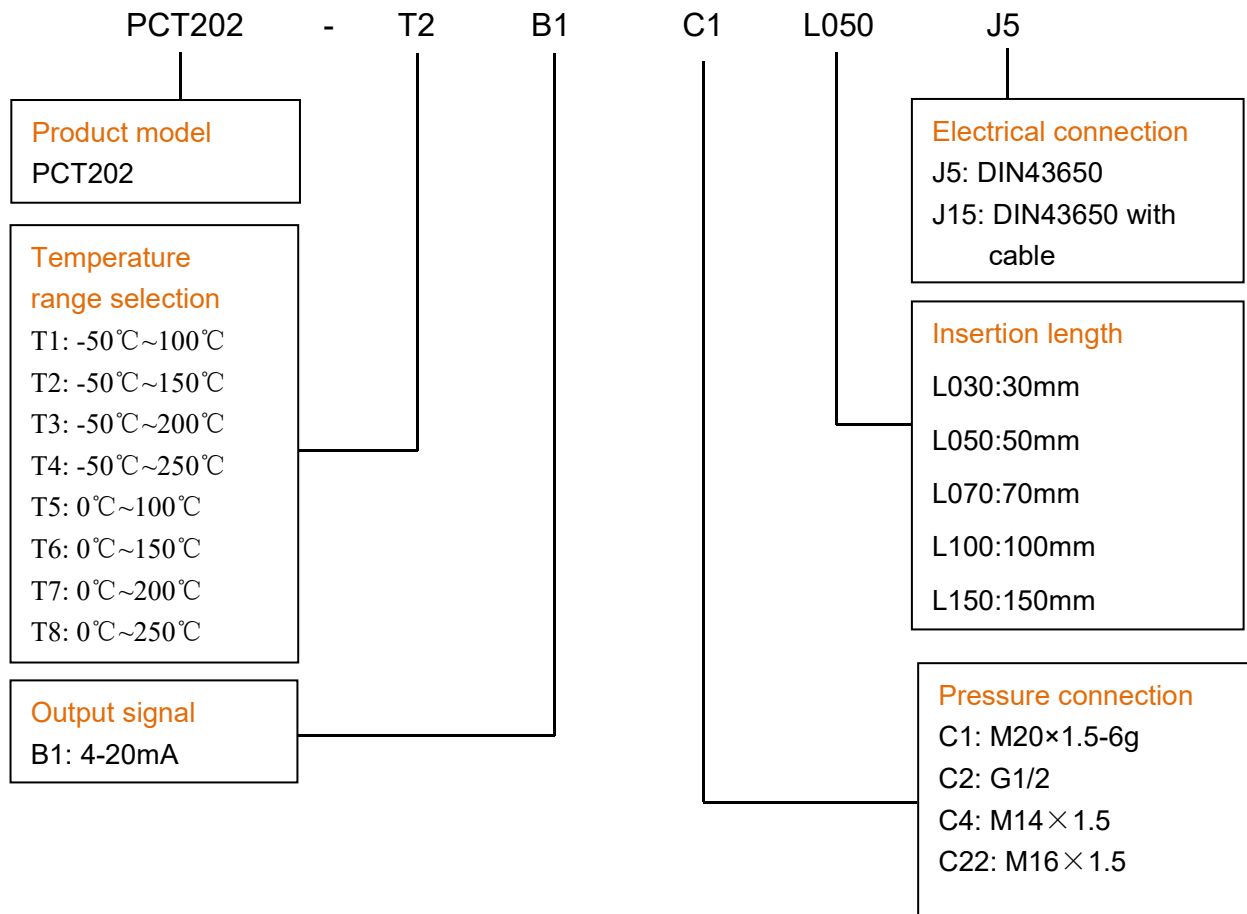 PCT202 - T2 B1 C1 L050 J5
Product model
PCT202
Temperature
range selection
T1: -50℃~100℃
T2: -50℃~150℃
T3: -50℃~200℃
T4: -50℃~250℃
T5: 0℃~100℃
T6: 0℃~150℃
T7: 0℃~200℃
T8: 0℃~250℃
Output signal
B1: 4-20mA
Electrical connection
J5: DIN43650
J15: DIN43650 with
cable
Insertion length
L030:30mm
L050:50mm
L070:70mm
L100:100mm
L150:150mm
Pressure connection
C1: M20×1.5-6g
C2: G1/2
C4: M14×1.5
C22: M16×1.5